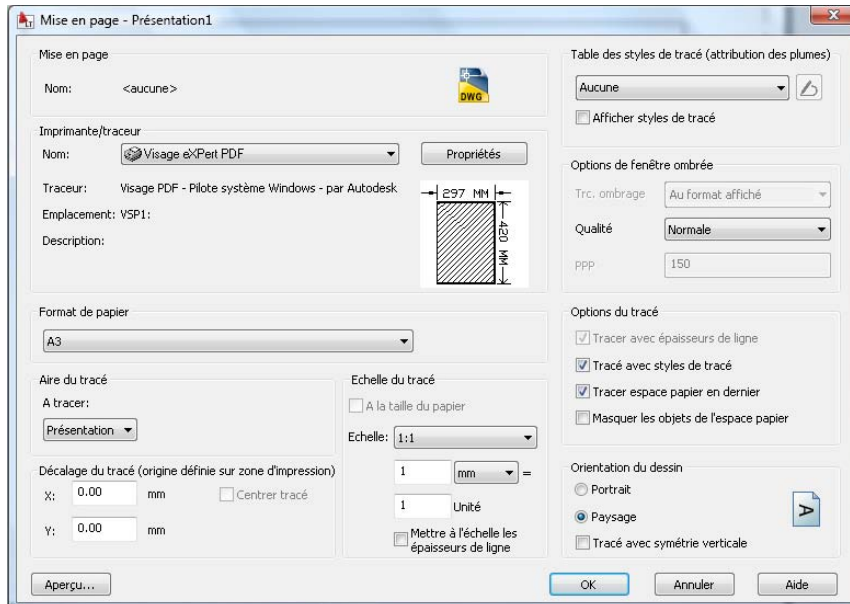 LT
Mise en page - Présentation1
Mise en page
Nom: <aucune>
DWG
Imprimante/traceur
Nom: Visage eXPert PDF
Propriétés
Traceur: Visage PDF - Pilote système Windows - par Autodesk
Emplacement: VSP1:
Description:
297 MM
420 MM
Format de papier
A3
Aire du tracé
A tracer:
Présentation
Décalage du tracé (origine définie sur zone d'impression)
X: 0.00 mm
Centrer tracé
Y: 0.00 mm
Echelle du tracé
A la taille du papier
Echelle: 1:1
1 mm =
1 Unité
Mettre à l'échelle les
épaisseurs de ligne
Table des styles de tracé (attribution des plumes)
Aucune
Afficher styles de tracé
Options de fenêtre ombrée
Trc. ombrage Au format affiché
Qualité Normale
PPP 150
Options du tracé
Tracer avec épaisseurs de ligne
Tracé avec styles de tracé
Tracer espace papier en dernier
Masquer les objets de l'espace papier
Orientation du dessin
Portrait
Paysage
A
Tracé avec symétrie verticale
Aperçu...
OK
Annuler
Aide